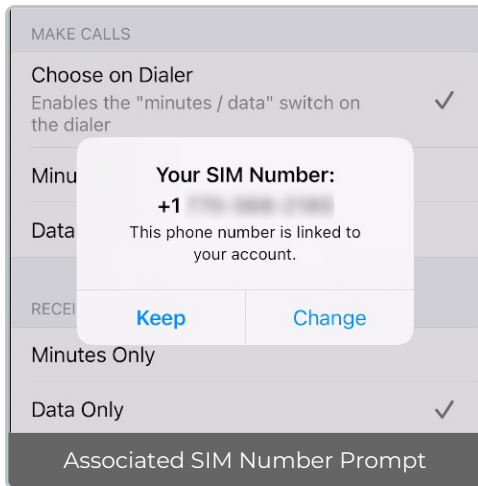 MAKE CALLS
Choose on Dialer
Enables the "minutes / data" switch on
the dialer
Minu
Your SIM Number:
+1
This phone number is linked to
your account.
Data
RECEI
Keep
Change
Minutes Only
Data Only
Associated SIM Number Prompt